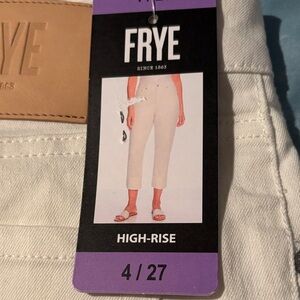 FRYE
SINCE 1863
HIGH-RISE
4 / 27